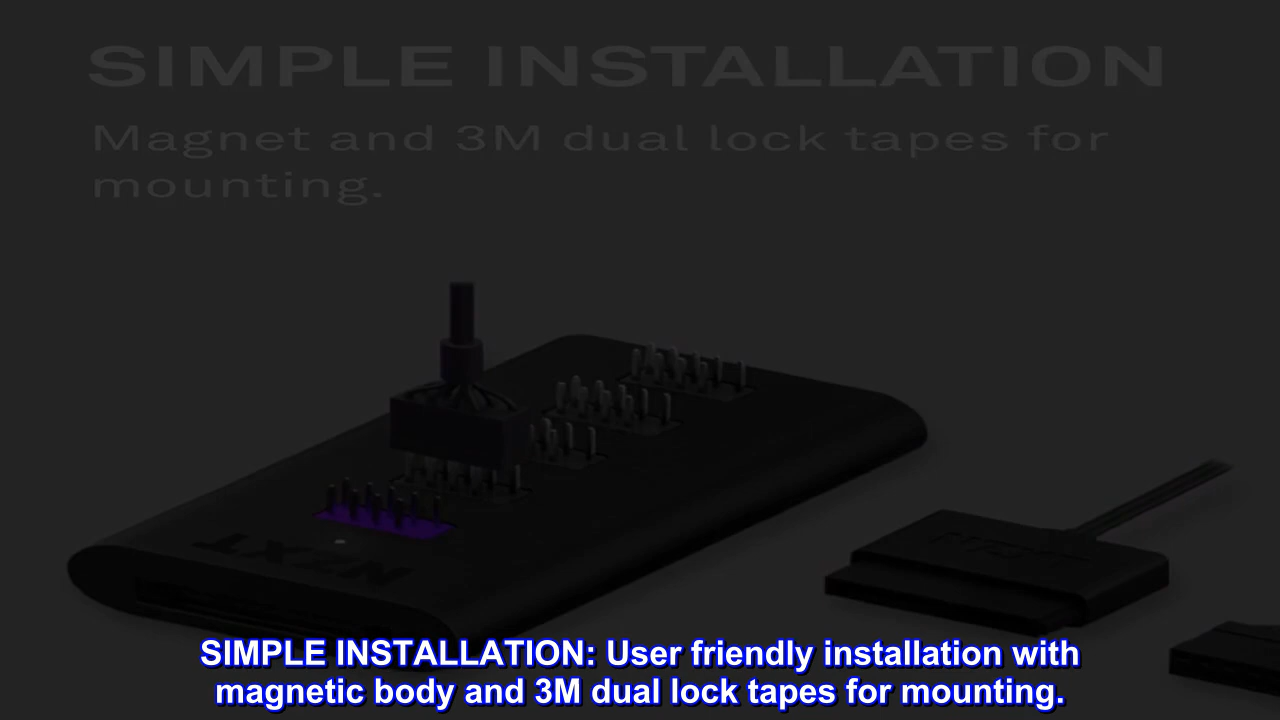 SIMPLE INSTALLATION
Magnet and 3M dual lock tapes for
mounting.
NZXT
SIMPLE INSTALLATION: User friendly installation with
magnetic body and 3M dual lock tapes for mounting.